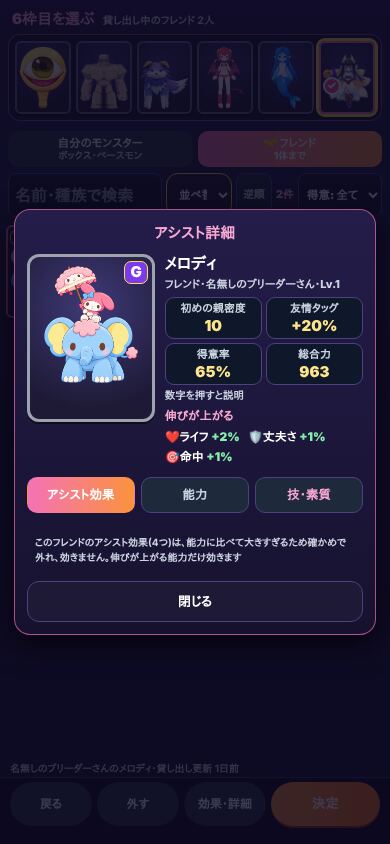 6枠目を選ぶ 貸し出し中のフレンド 2人
自分のモンスター
ボックス・ベースモン
フレンド
1体まで
名前・種族で検索
並べ替
逆順
2件
得意: 全て
アシスト詳細
G
メロディ
フレンド・名無しのブリーダーさん・Lv.1
初めの親密度
10
友情タッグ
+20%
得意率
65%
総合力
963
数字を押すと説明
伸びが上がる
ライフ +2% 丈夫さ +1%
命中 +1%
アシスト効果
能力
技・素質
このフレンドのアシスト効果(4つ)は、能力に比べて大きすぎるため確かめで
外れ、効きません。伸びが上がる能力だけ効きます
閉じる
名無しのブリーダーさんのメロディ・貸し出し更新 1日前
戻る
外す
効果・詳細
決定